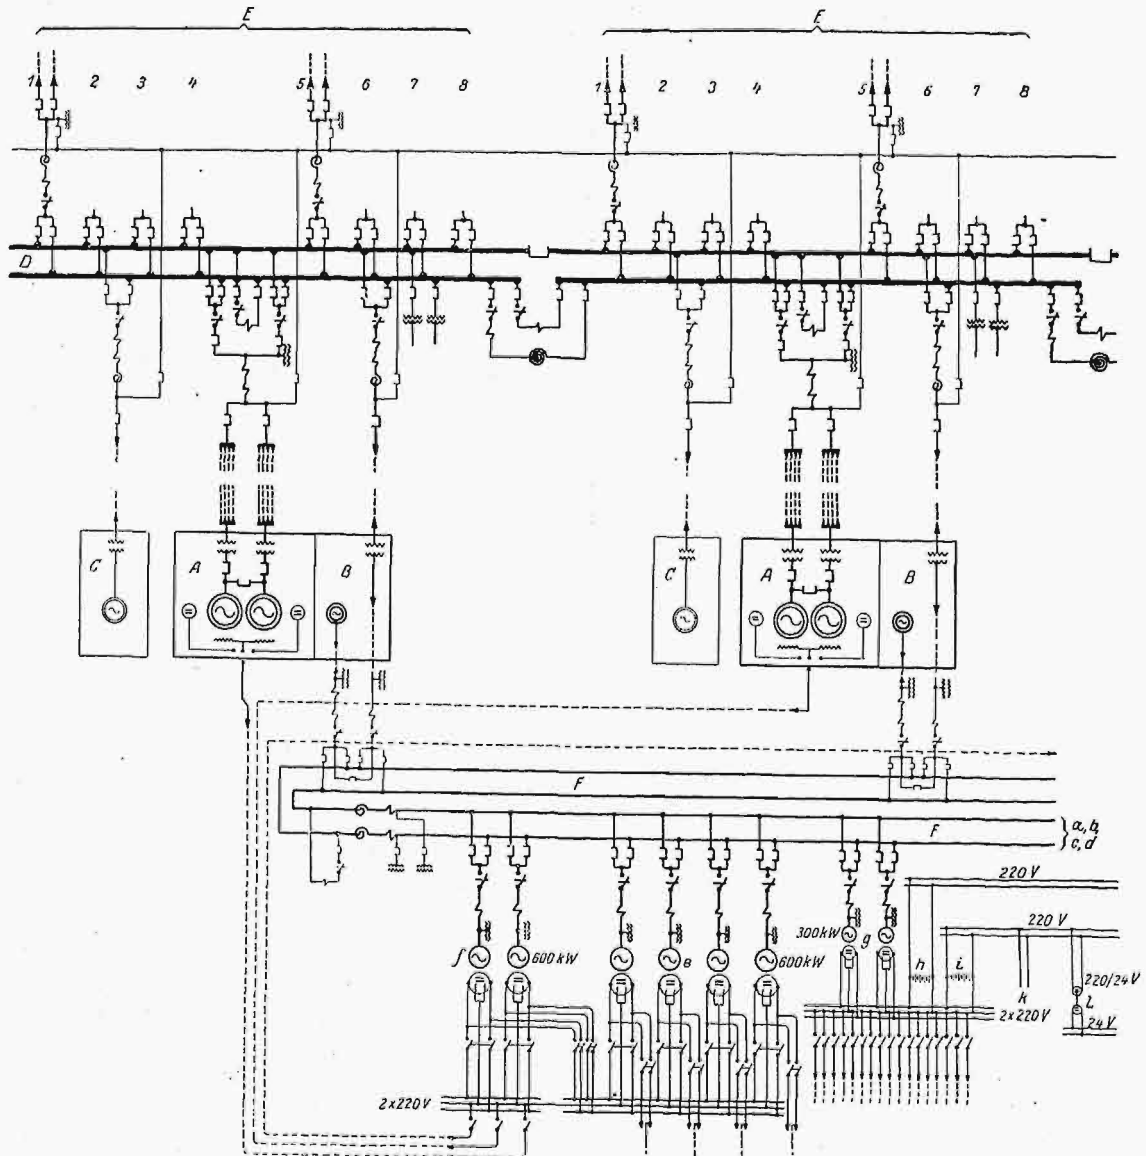 E E
1 2 3 4 5 6 7 8 1 2 3 4 5 6 7 8
D
C A B C A B
F
F a, b,
c, d
220 V
300 kW g 220 V
f 600 kW в 600 kW h i k 220/24 V
l
2 x 220 V 24 V
2 x 220 V